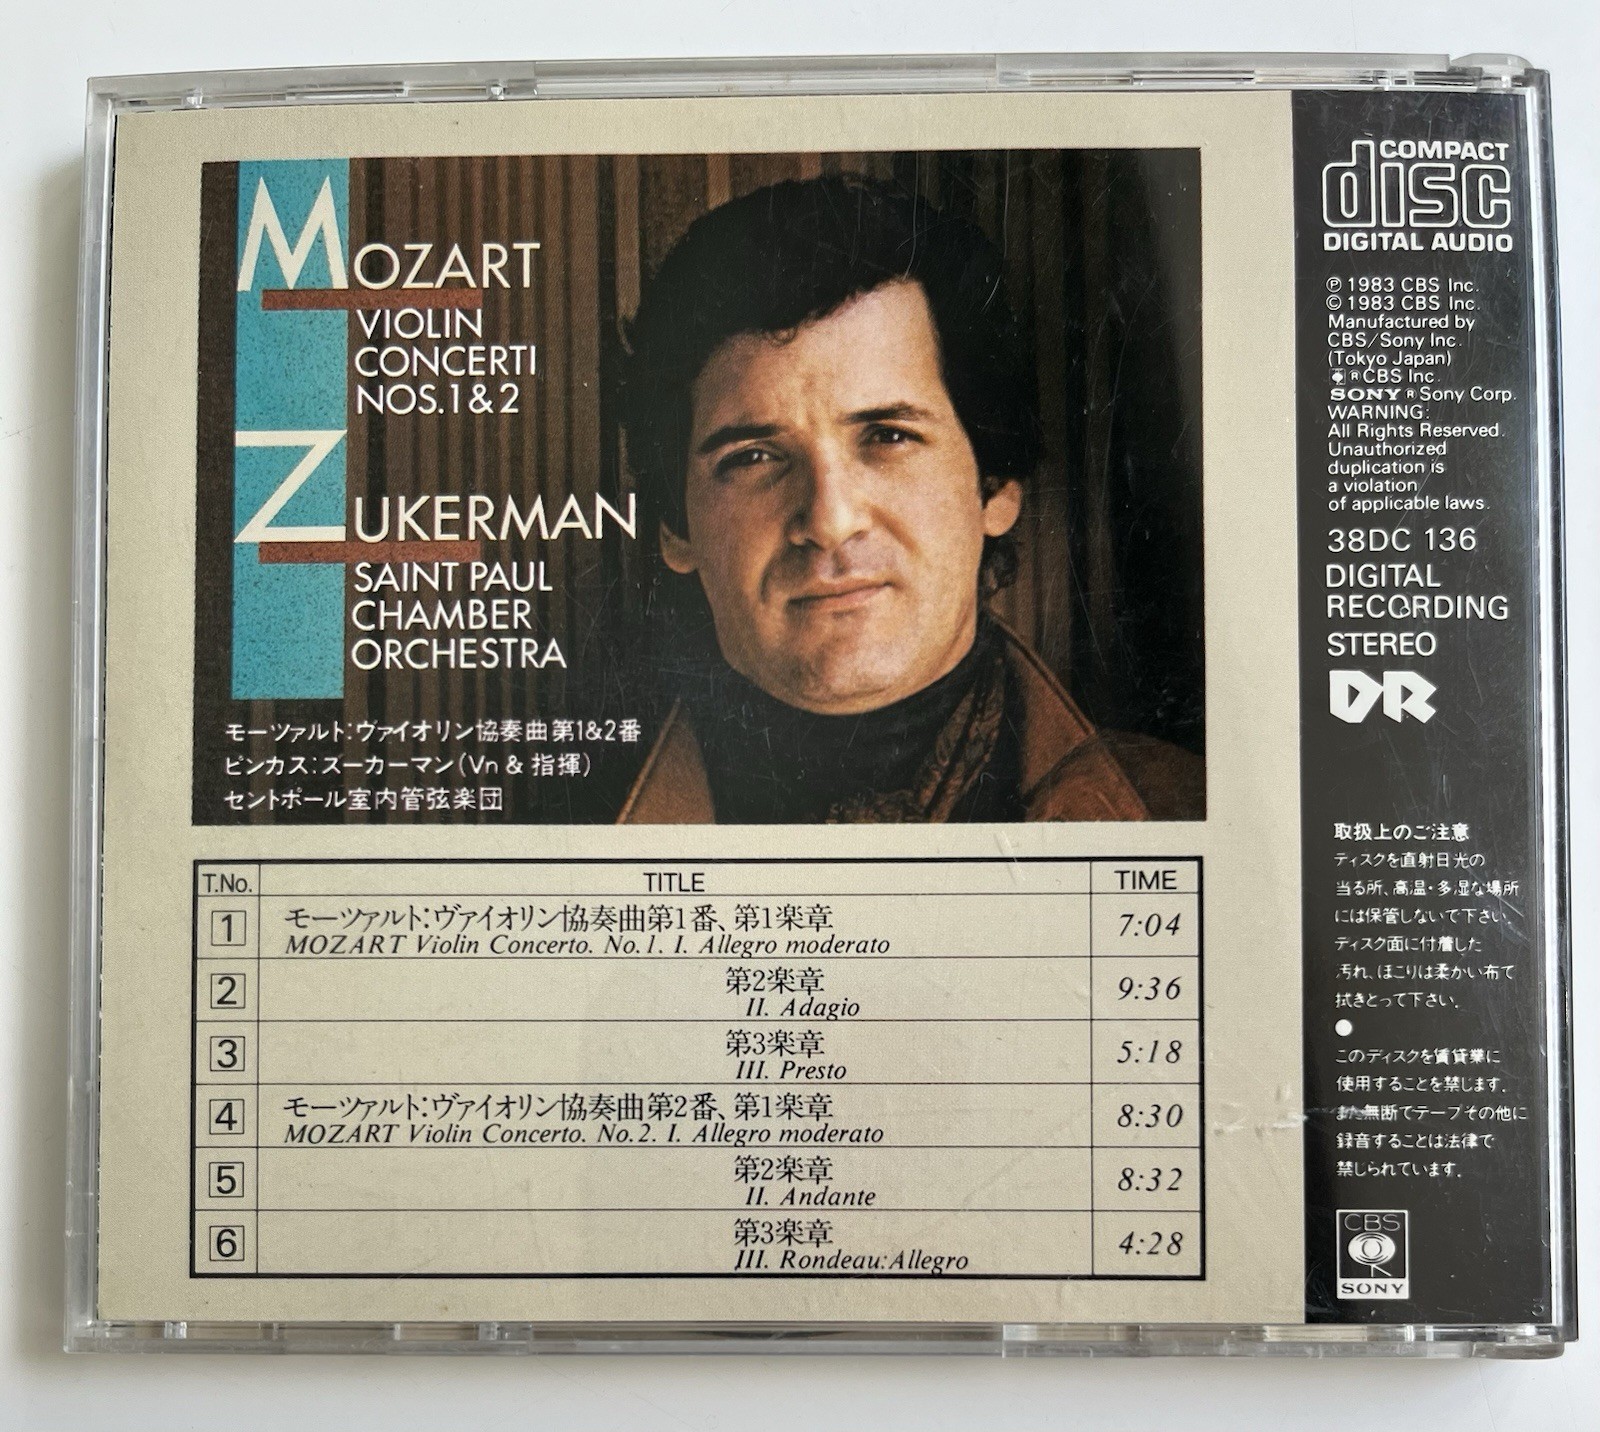 MOZART
VIOLIN
CONCERTI
NOS.1&2
ZUKERMAN
SAINT PAUL
CHAMBER
ORCHESTRA
モーツァルト:ヴァイオリン協奏曲第1&2番
ピンカス:スーカーマン(Vn & 指揮)
セントポール室内管弦楽団
T.No. TITLE TIME
1 モーツァルト:ヴァイオリン協奏曲第1番、第1楽章 7:04
MOZART Violin Concerto. No.1. I. Allegro moderato
2 第2楽章 9:36
II. Adagio
3 第3楽章 5:18
III. Presto
4 モーツァルト:ヴァイオリン協奏曲第2番、第1楽章 8:30
MOZART Violin Concerto. No.2. I. Allegro moderato
5 第2楽章 8:32
II. Andante
6 第3楽章 4:28
III. Rondeau:Allegro
COMPACT
disc
DIGITAL AUDIO
℗ 1983 CBS Inc.
© 1983 CBS Inc.
Manufactured by
CBS/Sony Inc.
(Tokyo Japan)
® CBS Inc.
SONY ® Sony Corp.
WARNING:
All Rights Reserved.
Unauthorized
duplication is
a violation
of applicable laws.
38DC 136
DIGITAL
RECORDING
STEREO
DR
取扱上のご注意
ディスクを直射日光の
当る所、高温・多湿な場所
には保管しないで下さい。
ディスク面に付着した
汚れ、ほこりは柔かい布で
拭きとって下さい。
●
このディスクを賃貸業に
使用することを禁じます。
また無断でテープその他に
録音することは法律で
禁じられています。
CBS
SONY